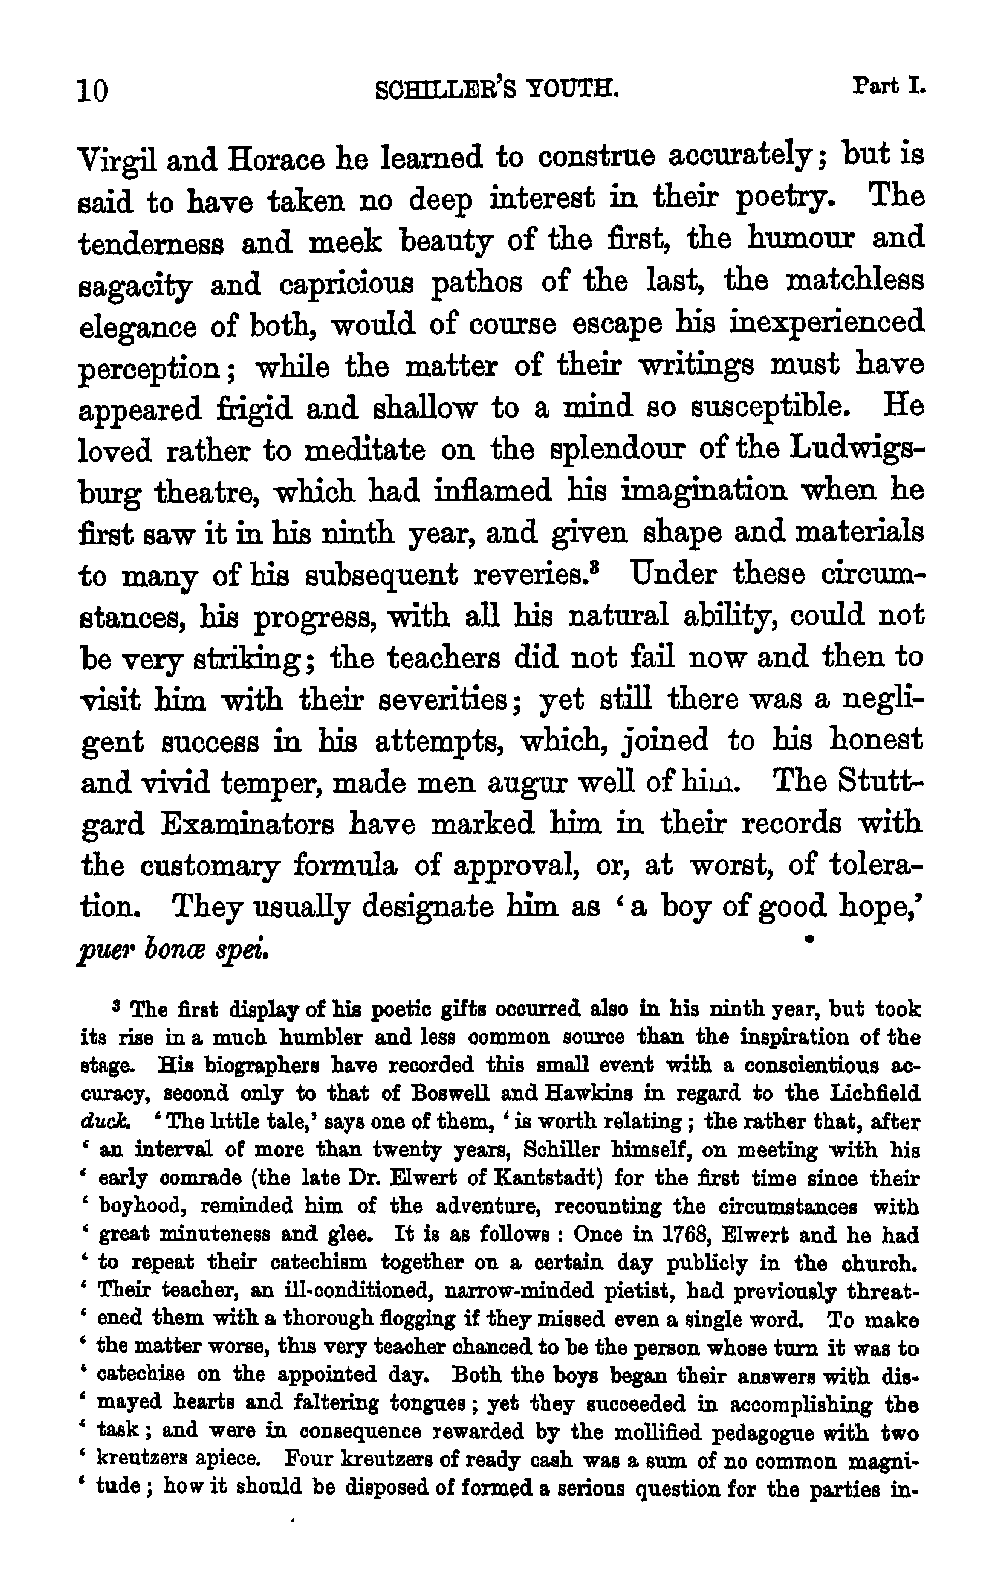 10 SCHILLER'S YOUTH. Part I.
Virgil and Horace he learned to construe accurately; but is
said to have taken no deep interest in their poetry. The
tenderness and meek beauty of the first, the humour and
sagacity and capricious pathos of the last, the matchless
elegance of both, would of course escape his inexperienced
perception; while the matter of their writings must have
appeared frigid and shallow to a mind so susceptible. He
loved rather to meditate on the splendour of the Ludwigs-
burg theatre, which had inflamed his imagination when he
first saw it in his ninth year, and given shape and materials
to many of his subsequent reveries.³ Under these circum-
stances, his progress, with all his natural ability, could not
be very striking; the teachers did not fail now and then to
visit him with their severities; yet still there was a negli-
gent success in his attempts, which, joined to his honest
and vivid temper, made men augur well of him. The Stutt-
gard Examinators have marked him in their records with
the customary formula of approval, or, at worst, of tolera-
tion. They usually designate him as ‘a boy of good hope,’
puer bonæ spei.
³ The first display of his poetic gifts occurred also in his ninth year, but took
its rise in a much humbler and less common source than the inspiration of the
stage. His biographers have recorded this small event with a conscientious ac-
curacy, second only to that of Boswell and Hawkins in regard to the Lichfield
duck. ‘The little tale,’ says one of them, ‘is worth relating; the rather that, after
‘ an interval of more than twenty years, Schiller himself, on meeting with his
‘ early comrade (the late Dr. Elwert of Kantstadt) for the first time since their
‘ boyhood, reminded him of the adventure, recounting the circumstances with
‘ great minuteness and glee. It is as follows: Once in 1768, Elwert and he had
‘ to repeat their catechism together on a certain day publicly in the church.
‘ Their teacher, an ill-conditioned, narrow-minded pietist, had previously threat-
‘ ened them with a thorough flogging if they missed even a single word. To make
‘ the matter worse, this very teacher chanced to be the person whose turn it was to
‘ catechise on the appointed day. Both the boys began their answers with dis-
‘ mayed hearts and faltering tongues; yet they succeeded in accomplishing the
‘ task; and were in consequence rewarded by the mollified pedagogue with two
‘ kreutzers apiece. Four kreutzers of ready cash was a sum of no common magni-
‘ tude; how it should be disposed of formed a serious question for the parties in-